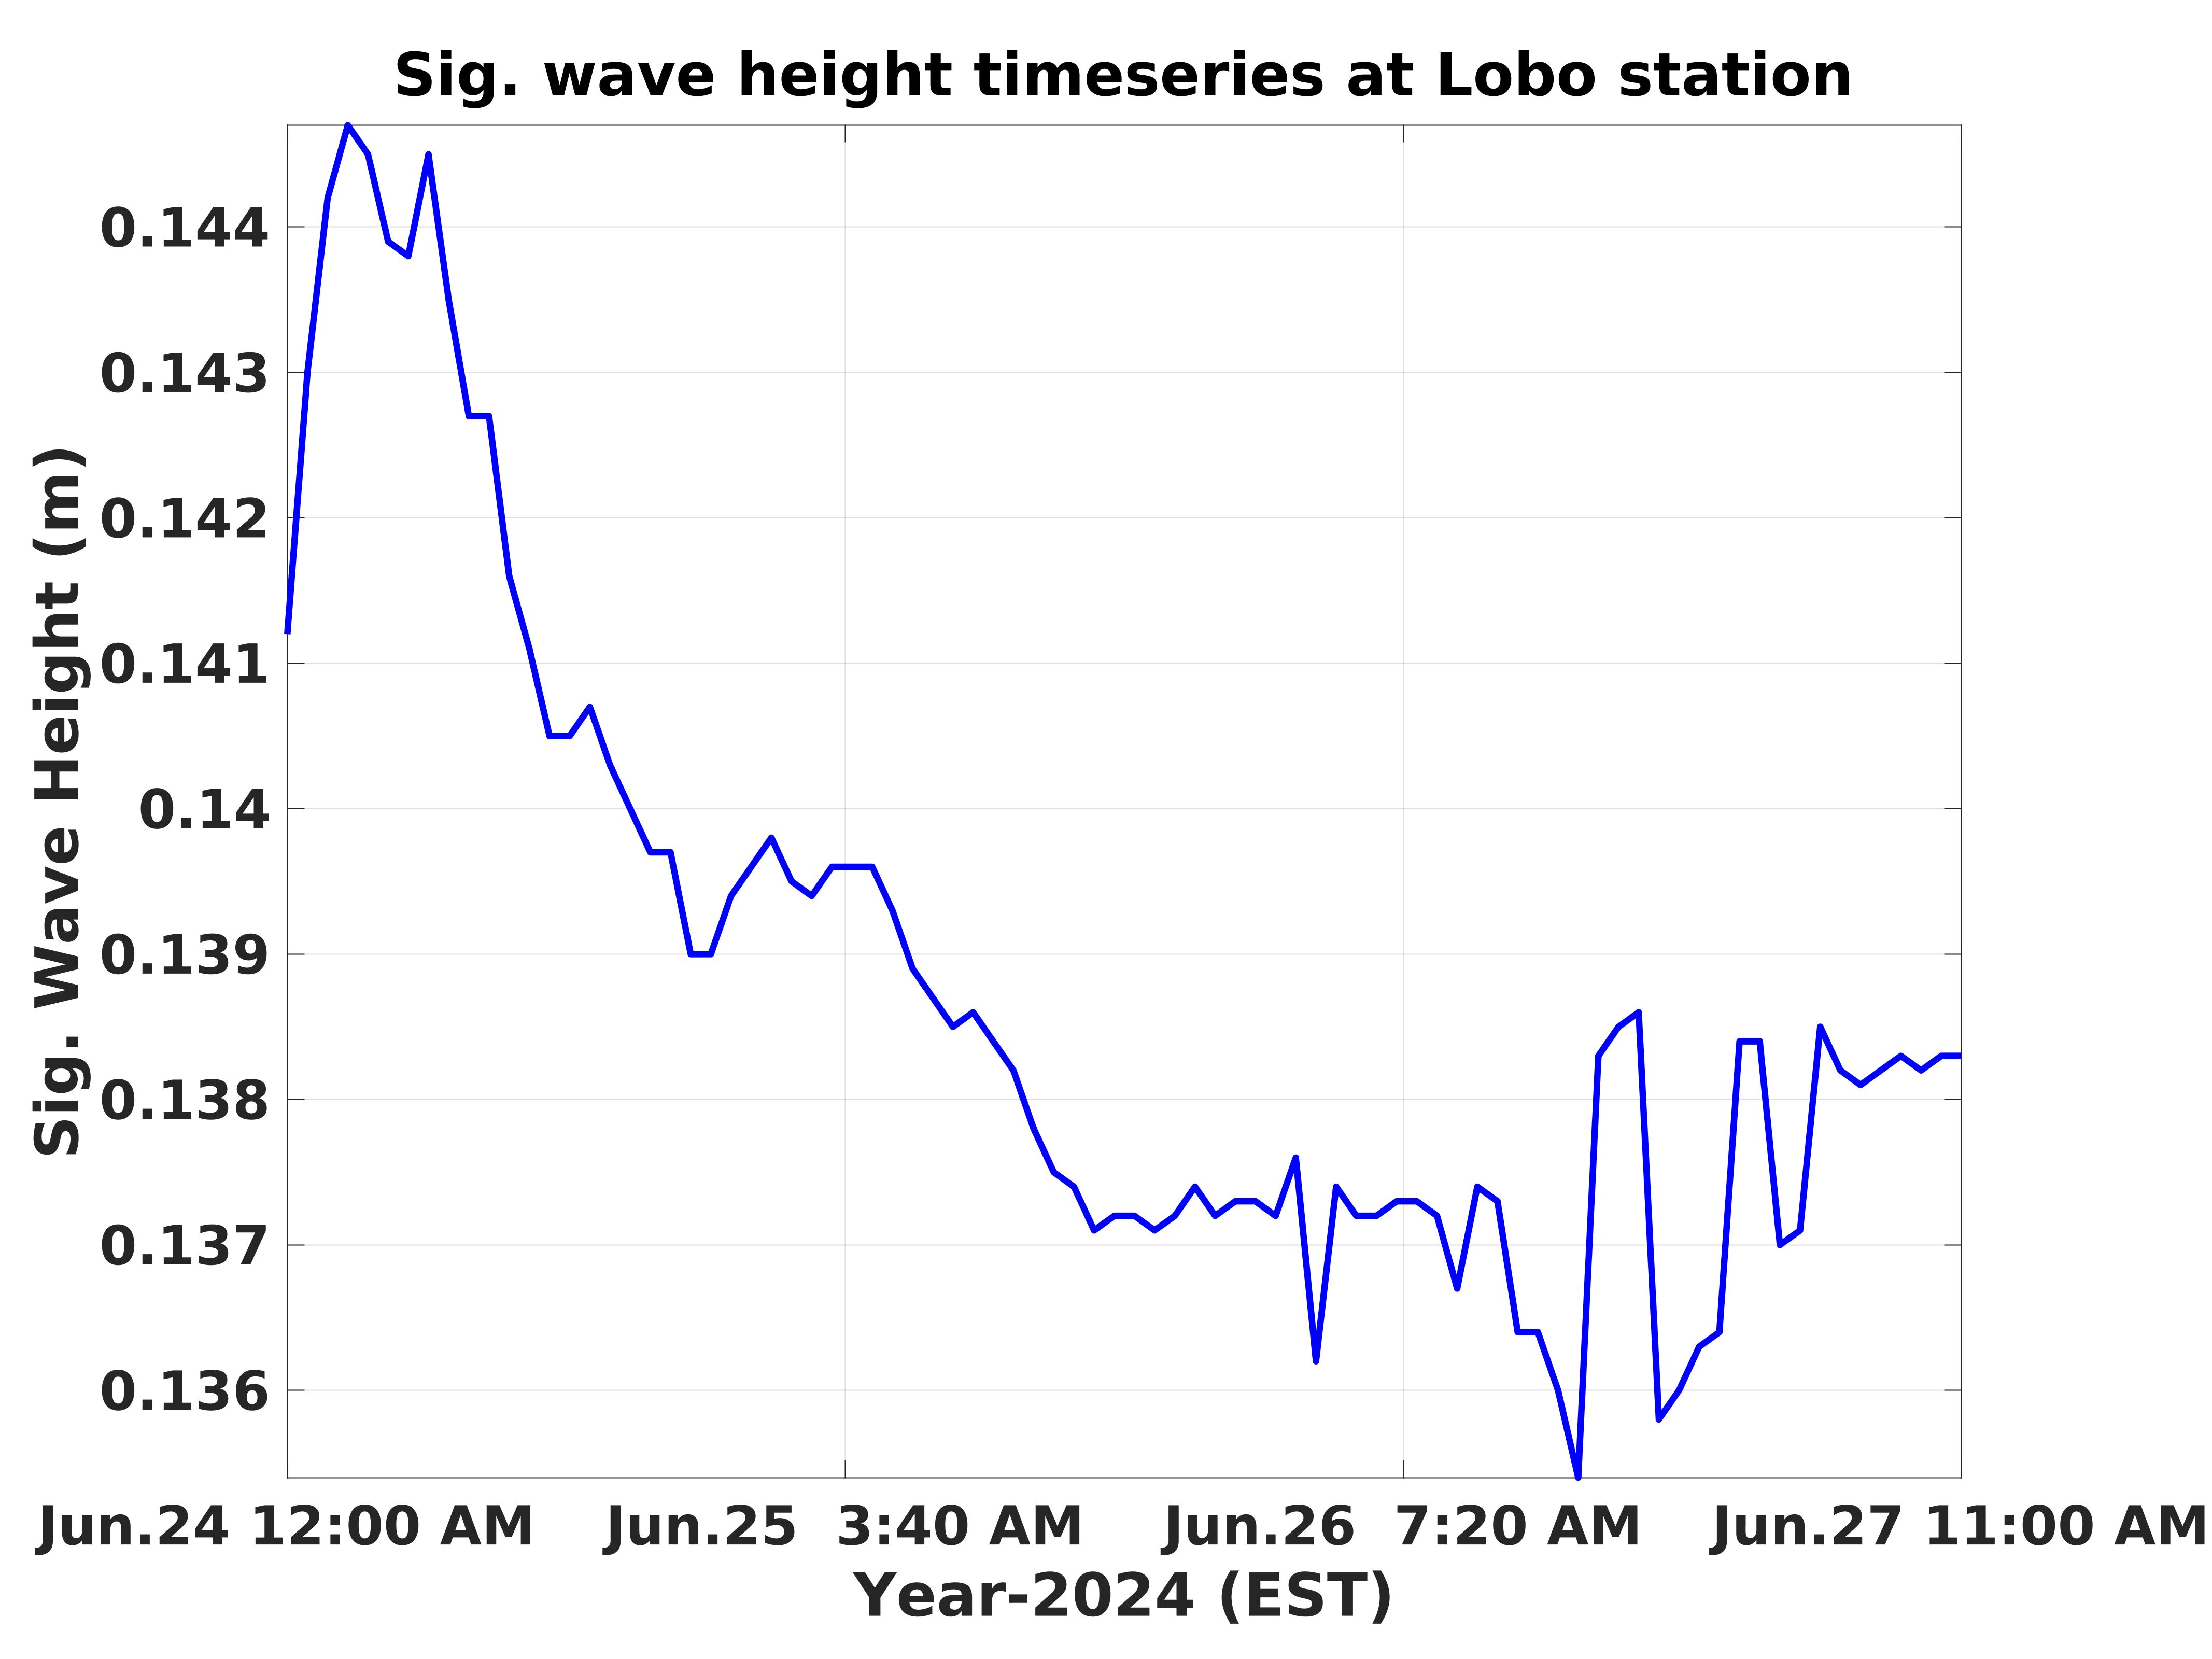 Sig. wave height timeseries at Lobo station
Sig. Wave Height (m)
0.144
0.143
0.142
0.141
0.14
0.139
0.138
0.137
0.136
Jun.24 12:00 AM Jun.25 3:40 AM Jun.26 7:20 AM Jun.27 11:00 AM
Year-2024 (EST)